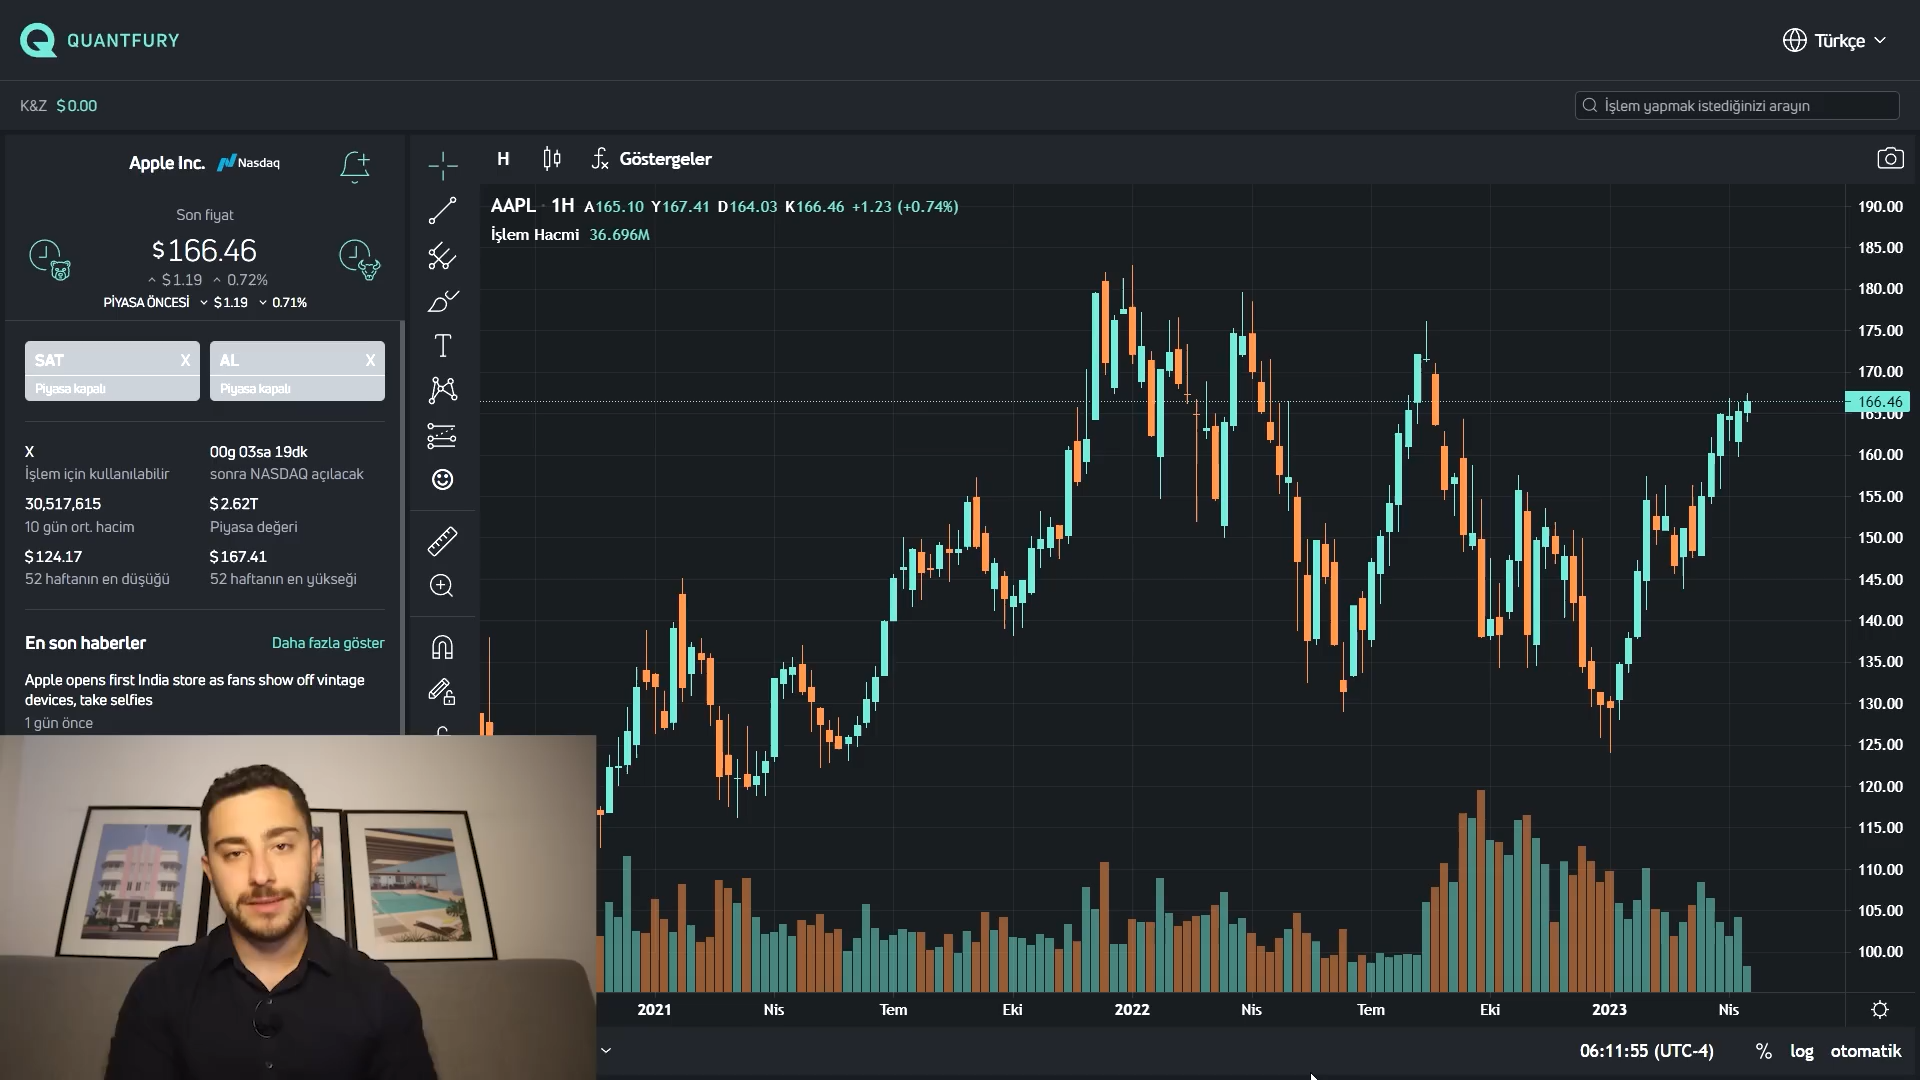 QUANTFURY
Türkçe
K&Z $0.00
İşlem yapmak istediğinizi arayın
Apple Inc. Nasdaq
Son fiyat
$166.46
$1.19 0.72%
PİYASA ÖNCESİ $1.19 0.71%
SAT X
Piyasa kapalı
AL X
Piyasa kapalı
X
İşlem için kullanılabilir
00g 03sa 19dk
sonra NASDAQ açılacak
30,517,615
10 gün ort. hacim
$2.62T
Piyasa değeri
$124.17
52 haftanın en düşüğü
$167.41
52 haftanın en yükseği
En son haberler Daha fazla göster
Apple opens first India store as fans show off vintage
devices, take selfies
1 gün önce
H Göstergeler
AAPL · 1H A165.10 Y167.41 D164.03 K166.46 +1.23 (+0.74%)
İşlem Hacmi 36.696M
190.00
185.00
180.00
175.00
170.00
166.46
165.00
160.00
155.00
150.00
145.00
140.00
135.00
130.00
125.00
120.00
115.00
110.00
105.00
100.00
2021 Nis Tem Eki 2022 Nis Tem Eki 2023 Nis
06:11:55 (UTC-4) % log otomatik